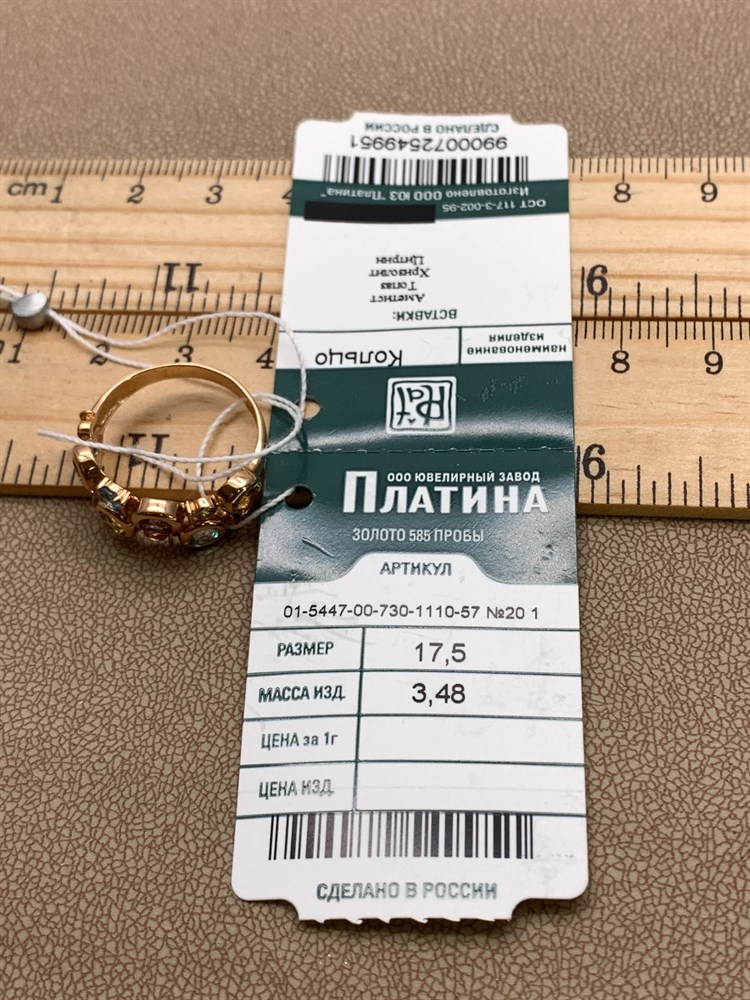 СДЕЛАНО В РОССИИ
9900072549951
Изготовлено ООО ЮЗ "Платина"
ОСТ 117-3-002-95
ВСТАВКИ:
Аметист
Топаз
Хризолит
Цитрин
наименование изделия
Кольцо
Plat
ООО ЮВЕЛИРНЫЙ ЗАВОД
ПЛАТИНА
ЗОЛОТО 585 ПРОБЫ
АРТИКУЛ
01-5447-00-730-1110-57 №20 1
РАЗМЕР 17,5
МАССА ИЗД. 3,48
ЦЕНА за 1г
ЦЕНА ИЗД.
СДЕЛАНО В РОССИИ
cm 1 2 3 4 8 9
11 6
1 2 3 4 8 9
11 6